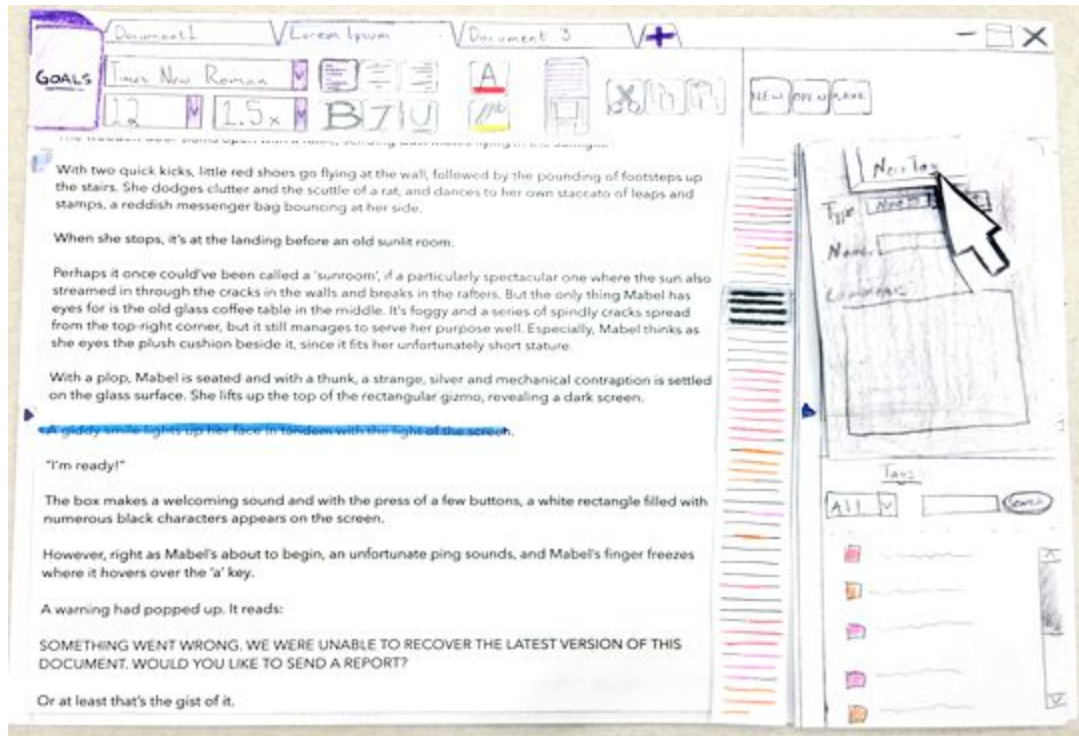 Document 1
Lorem Ipsum
Document 3
GOALS
Times New Roman
12
1.5x
B I U
A
NEW OPEN SAVE
With two quick kicks, little red shoes go flying at the wall, followed by the pounding of footsteps up
the stairs. She dodges clutter and the scuttle of a rat, and dances to her own staccato of leaps and
stamps, a reddish messenger bag bouncing at her side.
When she stops, it's at the landing before an old sunlit room.
Perhaps it once could've been called a 'sunroom', if a particularly spectacular one where the sun also
streamed in through the cracks in the walls and breaks in the rafters. But the only thing Mabel has
eyes for is the old glass coffee table in the middle. It's foggy and a series of spindly cracks spread
from the top-right corner, but it still manages to serve her purpose well. Especially, Mabel thinks as
she eyes the plush cushion beside it, since it fits her unfortunately short stature.
With a plop, Mabel is seated and with a thunk, a strange, silver and mechanical contraption is settled
on the glass surface. She lifts up the top of the rectangular gizmo, revealing a dark screen.
A giddy smile lights up her face in tandem with the light of the screen.
"I'm ready!"
The box makes a welcoming sound and with the press of a few buttons, a white rectangle filled with
numerous black characters appears on the screen.
However, right as Mabel's about to begin, an unfortunate ping sounds, and Mabel's finger freezes
where it hovers over the 'a' key.
A warning had popped up. It reads:
SOMETHING WENT WRONG. WE WERE UNABLE TO RECOVER THE LATEST VERSION OF THIS
DOCUMENT. WOULD YOU LIKE TO SEND A REPORT?
Or at least that's the gist of it.
New Tag
Type
Name
Comment
Tags
All
Search